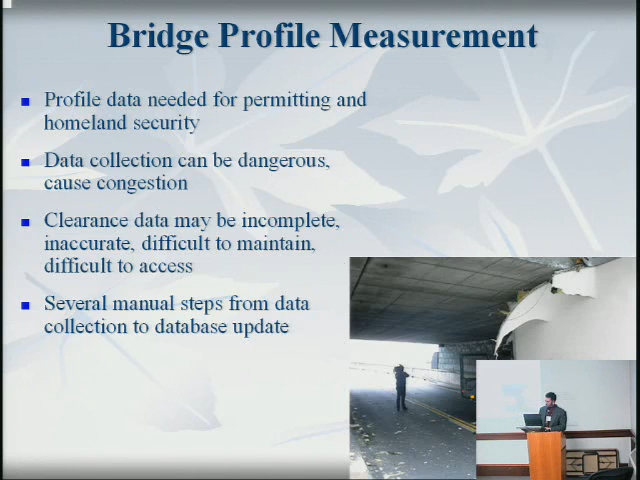 Bridge Profile Measurement
Profile data needed for permitting and
homeland security
Data collection can be dangerous,
cause congestion
Clearance data may be incomplete,
inaccurate, difficult to maintain,
difficult to access
Several manual steps from data
collection to database update